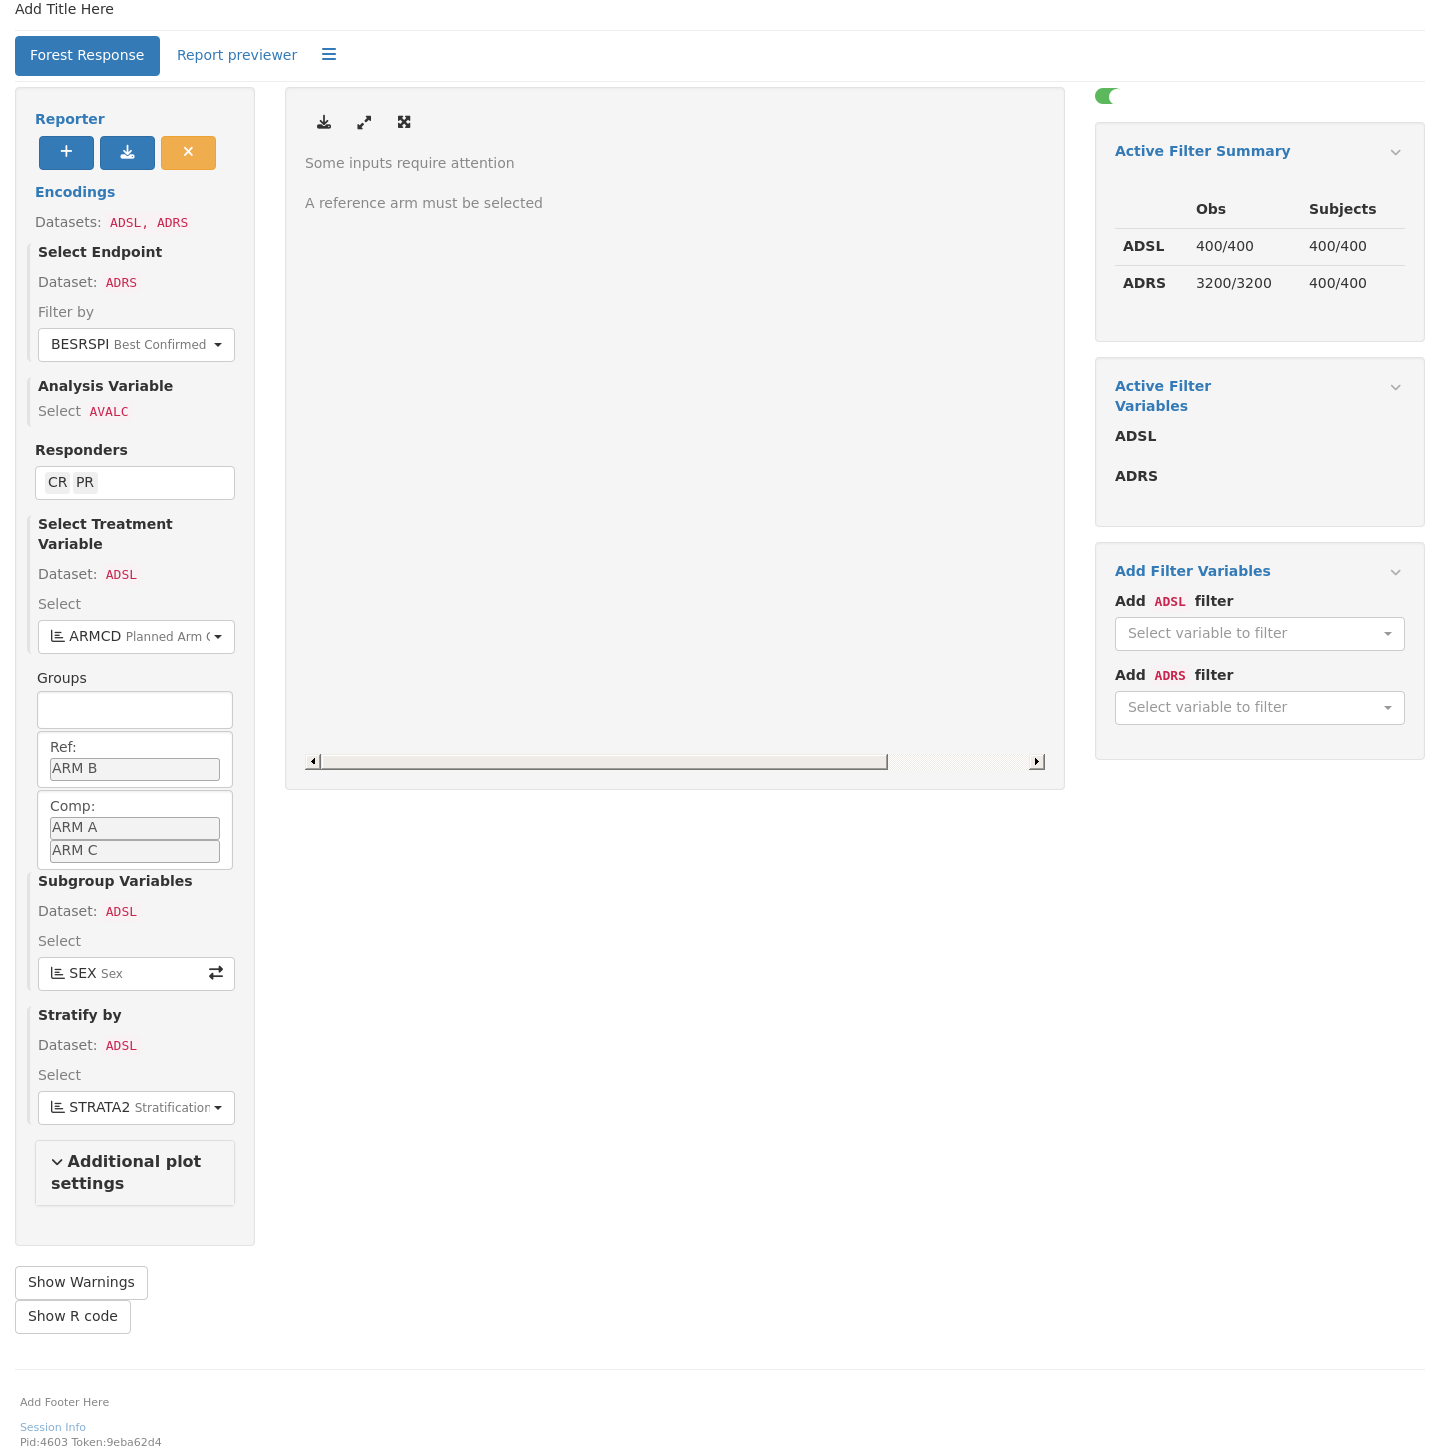 Add Title Here
Forest Response
Report previewer
Reporter
Encodings
Datasets: ADSL, ADRS
Select Endpoint
Dataset: ADRS
Filter by
BESRSPI Best Confirmed
Analysis Variable
Select AVALC
Responders
CR PR
Select Treatment
Variable
Dataset: ADSL
Select
ARMCD Planned Arm
Groups
Ref:
ARM B
Comp:
ARM A
ARM C
Subgroup Variables
Dataset: ADSL
Select
SEX Sex
Stratify by
Dataset: ADSL
Select
STRATA2 Stratification
Additional plot
settings
Show Warnings
Show R code
Some inputs require attention
A reference arm must be selected
Active Filter Summary
Obs Subjects
ADSL 400/400 400/400
ADRS 3200/3200 400/400
Active Filter
Variables
ADSL
ADRS
Add Filter Variables
Add ADSL filter
Select variable to filter
Add ADRS filter
Select variable to filter
Add Footer Here
Session Info
Pid:4603 Token:9eba62d4